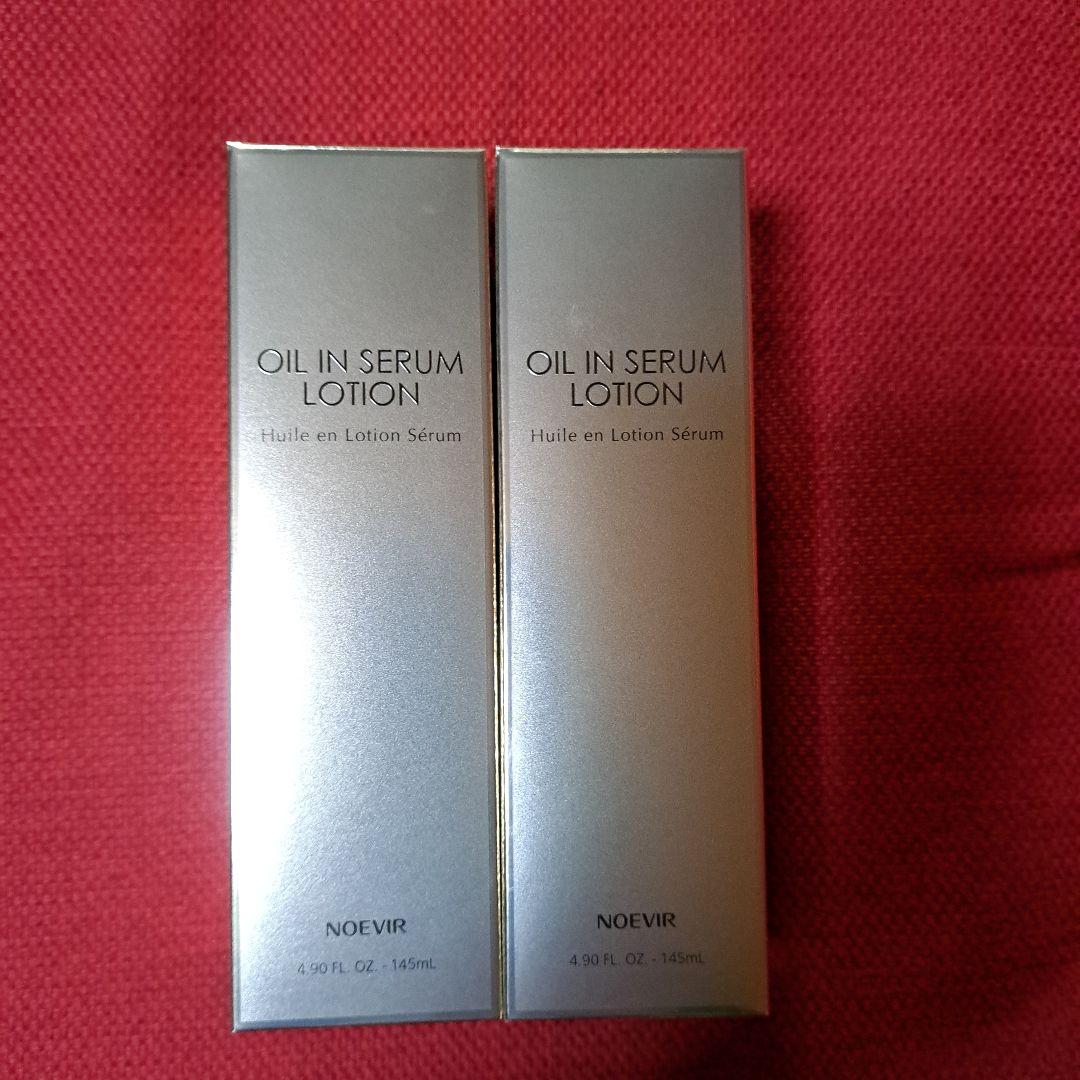 OIL IN SERUM
LOTION
Huile en Lotion Sérum
NOEVIR
4.90 FL. OZ. - 145mL
OIL IN SERUM
LOTION
Huile en Lotion Sérum
NOEVIR
4.90 FL. OZ. - 145mL